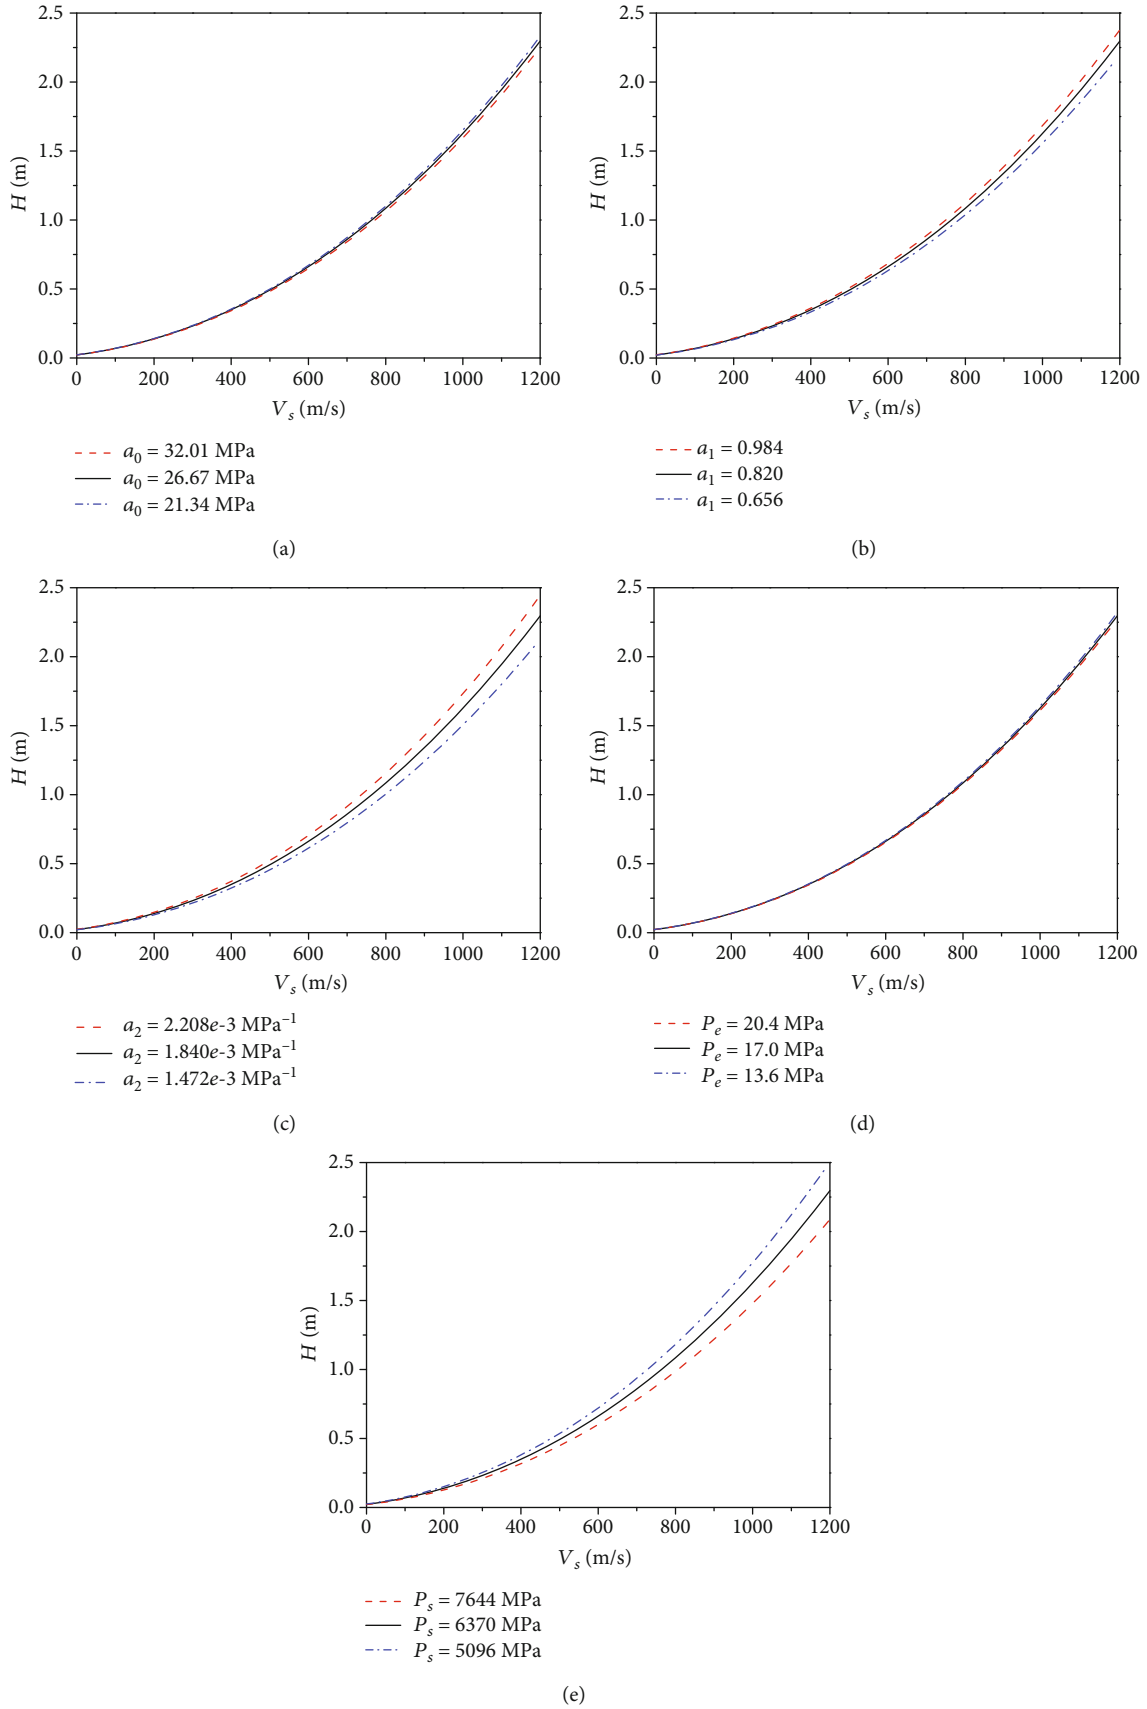 2.5
2.0
1.5
1.0
0.5
0.0
H (m)
0 200 400 600 800 1000 1200
V_s (m/s)
a_0 = 32.01 MPa
a_0 = 26.67 MPa
a_0 = 21.34 MPa
(a)
2.5
2.0
1.5
1.0
0.5
0.0
H (m)
0 200 400 600 800 1000 1200
V_s (m/s)
a_1 = 0.984
a_1 = 0.820
a_1 = 0.656
(b)
2.5
2.0
1.5
1.0
0.5
0.0
H (m)
0 200 400 600 800 1000 1200
V_s (m/s)
a_2 = 2.208e-3 MPa⁻¹
a_2 = 1.840e-3 MPa⁻¹
a_2 = 1.472e-3 MPa⁻¹
(c)
2.5
2.0
1.5
1.0
0.5
0.0
H (m)
0 200 400 600 800 1000 1200
V_s (m/s)
P_e = 20.4 MPa
P_e = 17.0 MPa
P_e = 13.6 MPa
(d)
2.5
2.0
1.5
1.0
0.5
0.0
H (m)
0 200 400 600 800 1000 1200
V_s (m/s)
P_s = 7644 MPa
P_s = 6370 MPa
P_s = 5096 MPa
(e)